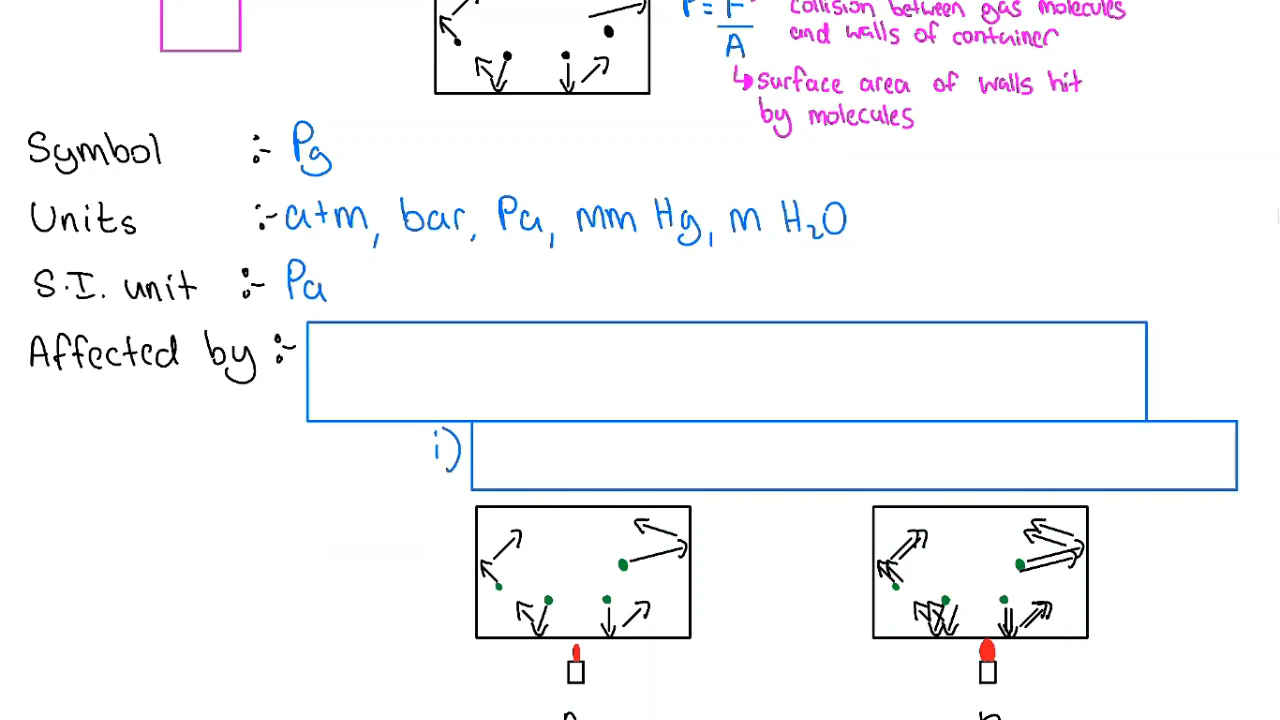 P = F collision between gas molecules
A and walls of container
↳ surface area of walls hit
by molecules
Symbol :- Pg
Units :- atm, bar, Pa, mm Hg, m H₂O
S.I. unit :- Pa
Affected by :-
i)